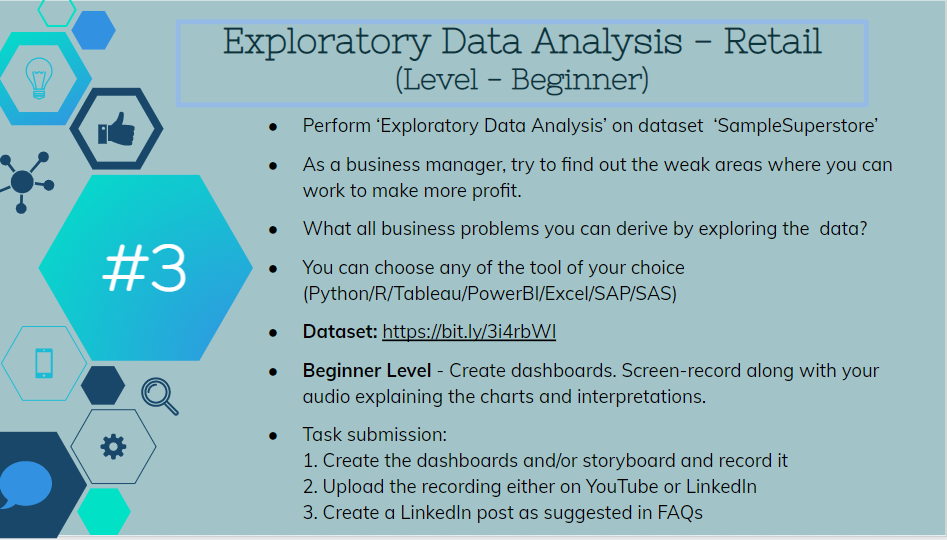 Exploratory Data Analysis – Retail
(Level – Beginner)
#3
● Perform ‘Exploratory Data Analysis’ on dataset ‘SampleSuperstore’
● As a business manager, try to find out the weak areas where you can
work to make more profit.
● What all business problems you can derive by exploring the data?
● You can choose any of the tool of your choice
(Python/R/Tableau/PowerBI/Excel/SAP/SAS)
● Dataset: https://bit.ly/3i4rbWl
● Beginner Level - Create dashboards. Screen-record along with your
audio explaining the charts and interpretations.
● Task submission:
1. Create the dashboards and/or storyboard and record it
2. Upload the recording either on YouTube or LinkedIn
3. Create a LinkedIn post as suggested in FAQs